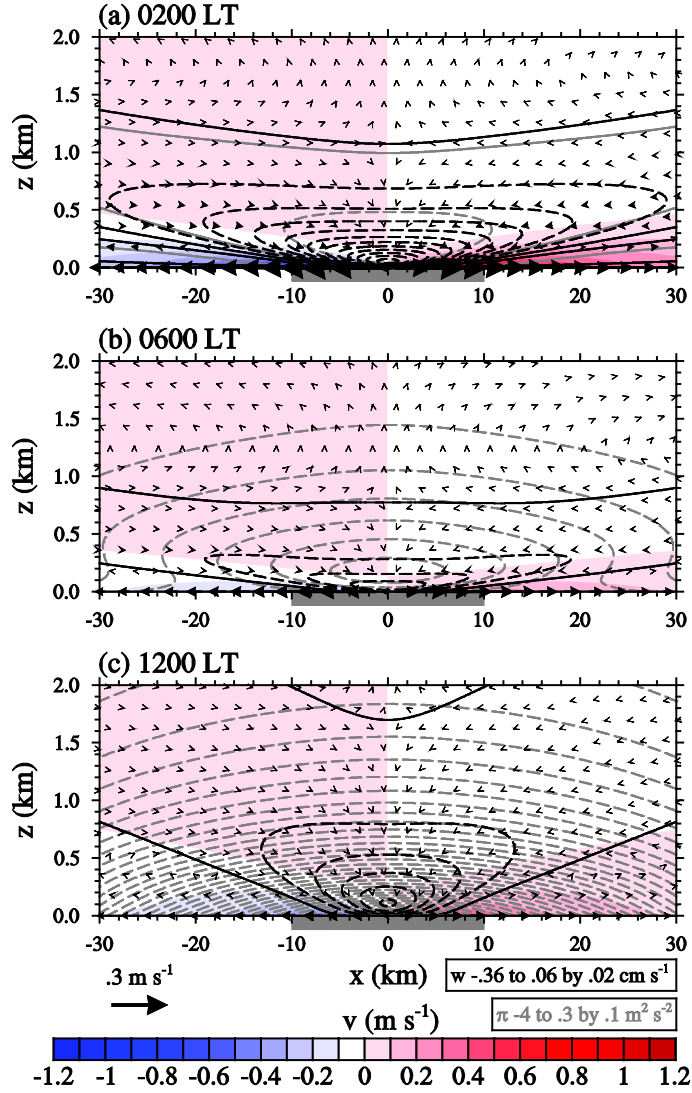 (a) 0200 LT
2.0
1.5
1.0
0.5
0.0
z (km)
-30 -20 -10 0 10 20 30
(b) 0600 LT
2.0
1.5
1.0
0.5
0.0
z (km)
-30 -20 -10 0 10 20 30
(c) 1200 LT
2.0
1.5
1.0
0.5
0.0
z (km)
-30 -20 -10 0 10 20 30
.3 m s⁻¹
x (km)
w -.36 to .06 by .02 cm s⁻¹
π -4 to .3 by .1 m² s⁻²
v (m s⁻¹)
-1.2 -1 -0.8 -0.6 -0.4 -0.2 0 0.2 0.4 0.6 0.8 1 1.2